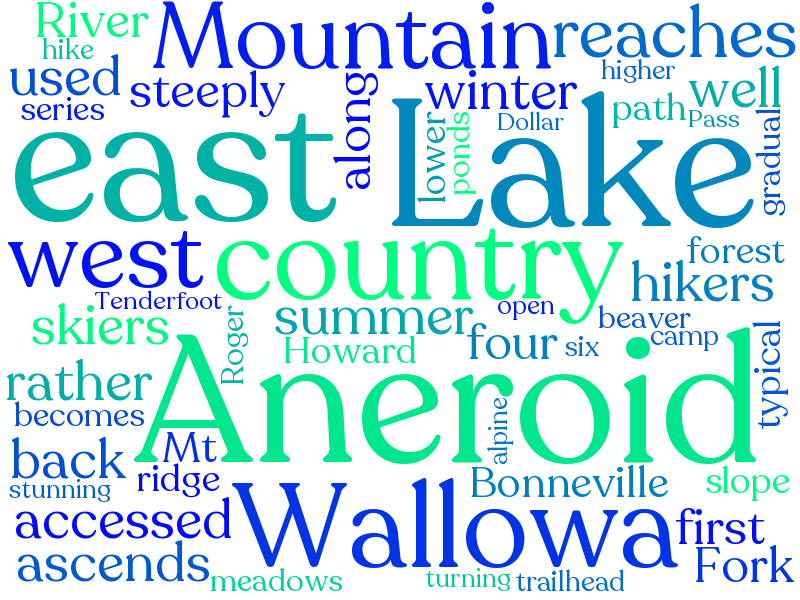 River
Mountain
reaches
hike
higher
used
steeply
along
winter
well
series
path
Pass
Dollar
lower
ponds
gradual
east
Lake
west
country
forest
hikers
Tenderfoot
open
skiers
Roger
summer
beaver
camp
four
six
typical
Howard
rather
Aneroid
becomes
alpine
Mt
back
ridge
Bonneville
slope
stunning
accessed
Wallowa
first
ascends
Fork
meadows
turning
trailhead